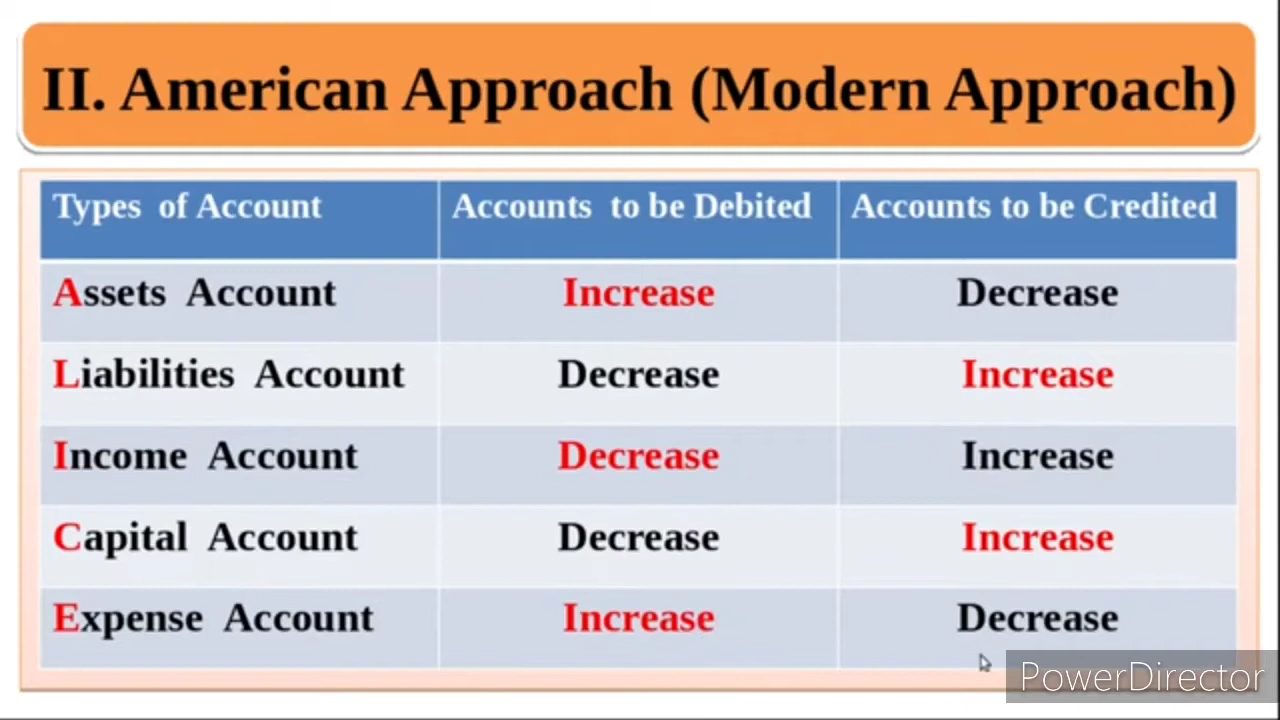 II. American Approach (Modern Approach)
Types of Account Accounts to be Debited Accounts to be Credited
Assets Account Increase Decrease
Liabilities Account Decrease Increase
Income Account Decrease Increase
Capital Account Decrease Increase
Expense Account Increase Decrease
PowerDirector